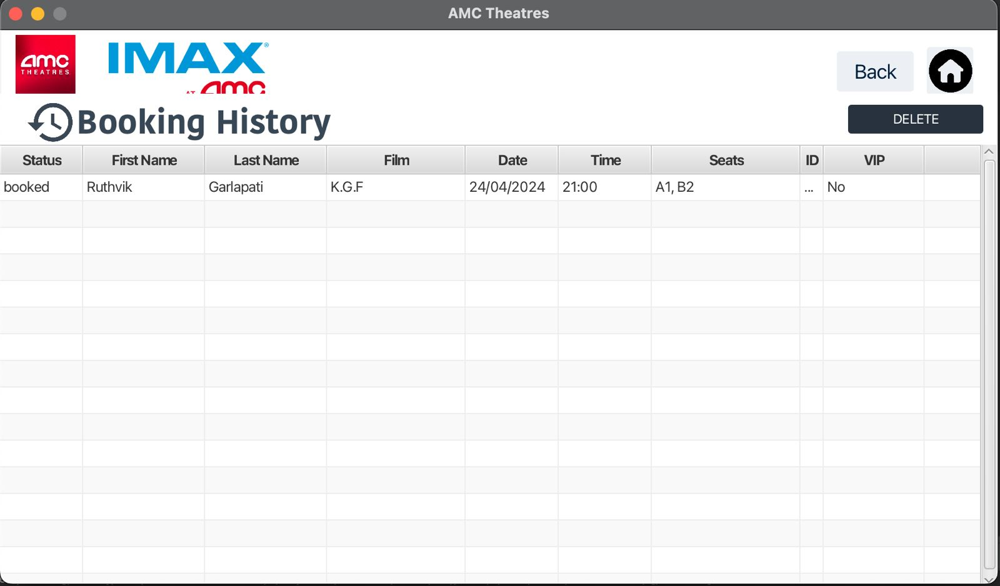 AMC Theatres
amc
THEATRES
IMAX®
AT amc
Back
Booking History
DELETE
Status First Name Last Name Film Date Time Seats ID VIP
booked Ruthvik Garlapati K.G.F 24/04/2024 21:00 A1, B2 ... No